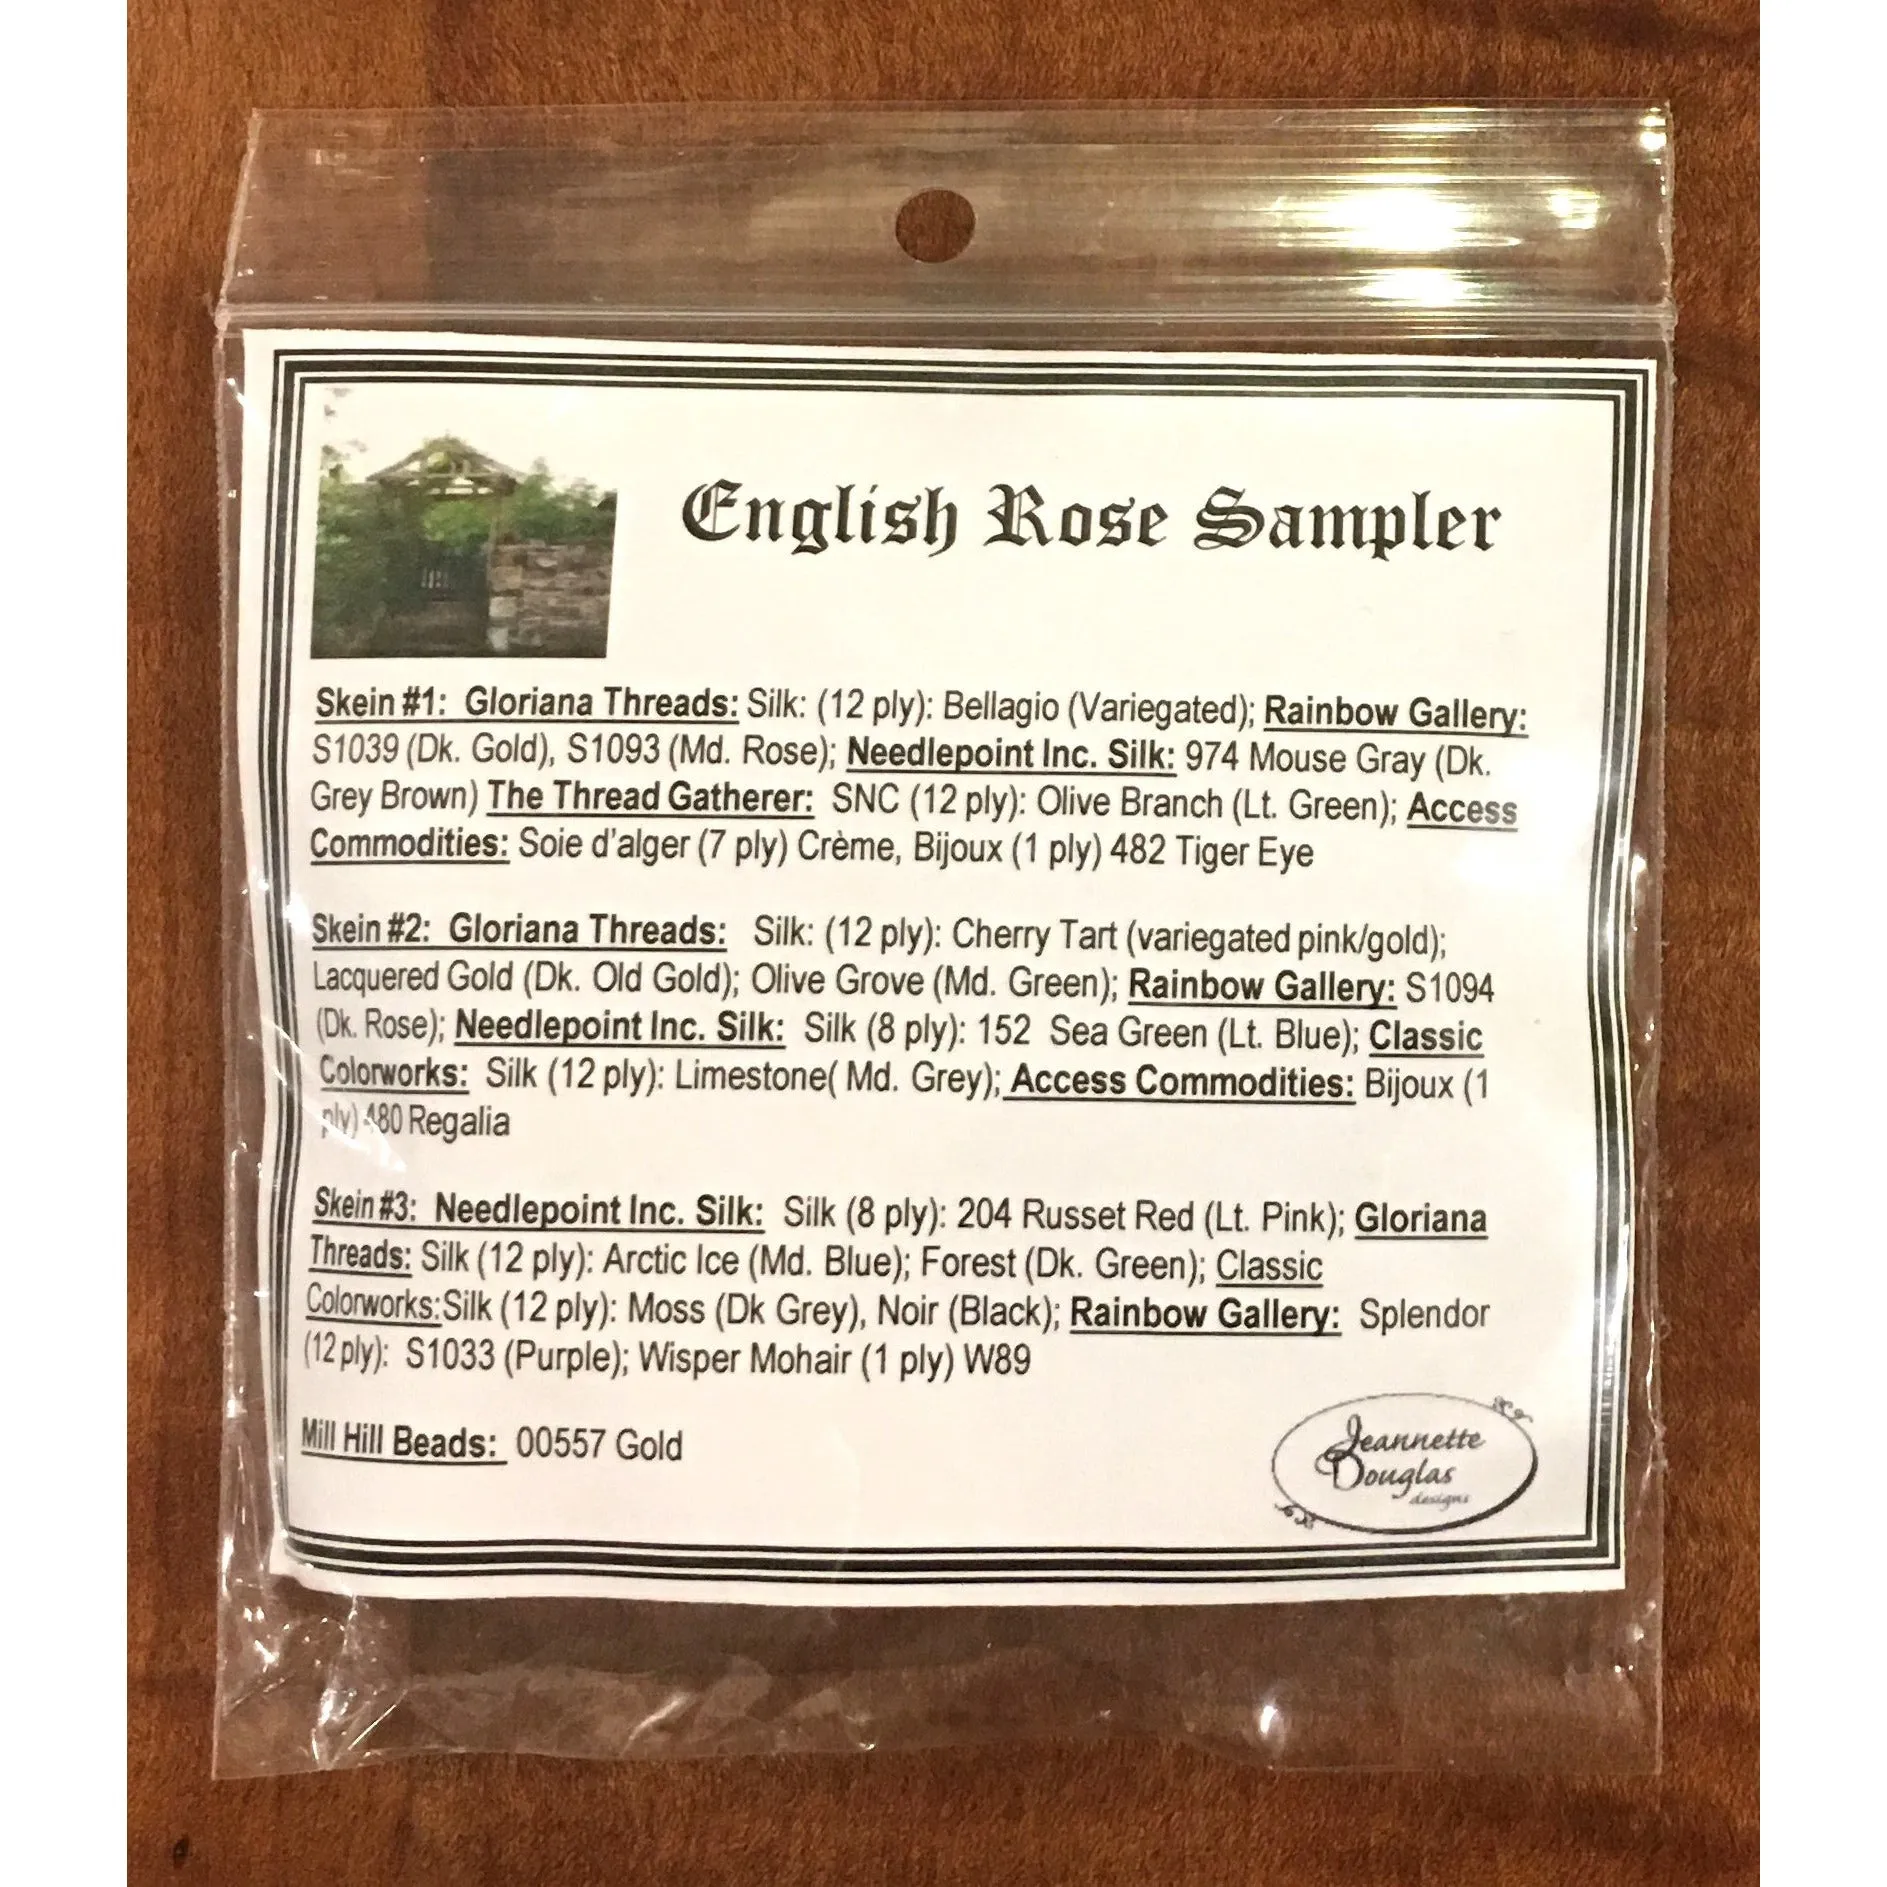 English Rose Sampler
Skein #1: Gloriana Threads: Silk: (12 ply): Bellagio (Variegated); Rainbow Gallery:
S1039 (Dk. Gold), S1093 (Md. Rose); Needlepoint Inc. Silk: 974 Mouse Gray (Dk.
Grey Brown) The Thread Gatherer: SNC (12 ply): Olive Branch (Lt. Green); Access
Commodities: Soie d'alger (7 ply) Crème, Bijoux (1 ply) 482 Tiger Eye
Skein #2: Gloriana Threads: Silk: (12 ply): Cherry Tart (variegated pink/gold);
Lacquered Gold (Dk. Old Gold); Olive Grove (Md. Green); Rainbow Gallery: S1094
(Dk. Rose); Needlepoint Inc. Silk: Silk (8 ply): 152 Sea Green (Lt. Blue); Classic
Colorworks: Silk (12 ply): Limestone( Md. Grey); Access Commodities: Bijoux (1
ply) 480 Regalia
Skein #3: Needlepoint Inc. Silk: Silk (8 ply): 204 Russet Red (Lt. Pink); Gloriana
Threads: Silk (12 ply): Arctic Ice (Md. Blue); Forest (Dk. Green); Classic
Colorworks:Silk (12 ply): Moss (Dk Grey), Noir (Black); Rainbow Gallery: Splendor
(12 ply): S1033 (Purple); Wisper Mohair (1 ply) W89
Mill Hill Beads: 00557 Gold
Jeannette
Douglas
designs